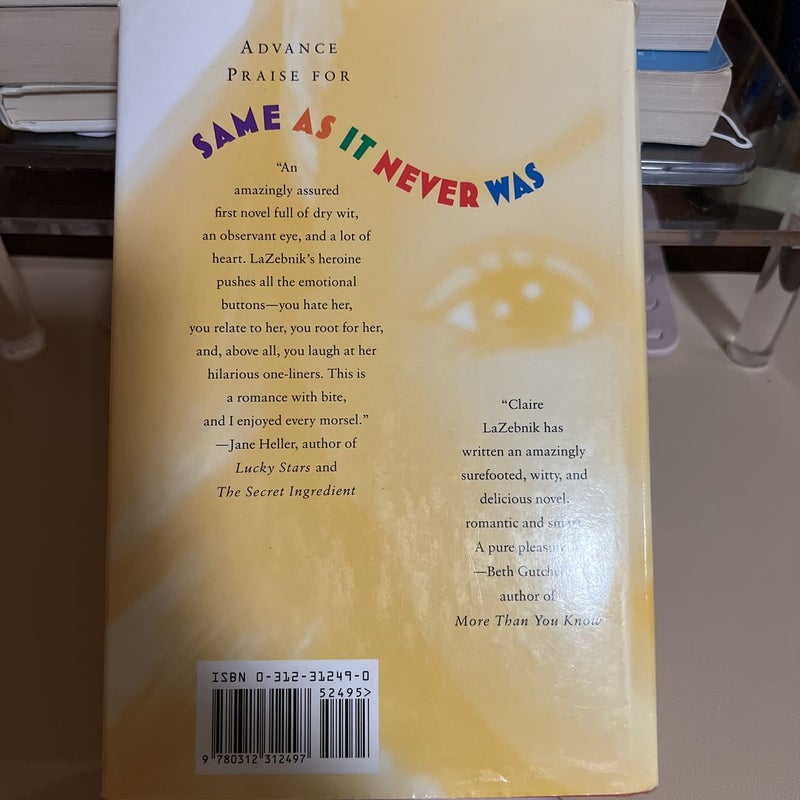 ADVANCE
PRAISE FOR
SAME AS IT NEVER WAS
“An
amazingly assured
first novel full of dry wit,
an observant eye, and a lot of
heart. LaZebnik’s heroine
pushes all the emotional
buttons—you hate her,
you relate to her, you root for her,
and, above all, you laugh at her
hilarious one-liners. This is
a romance with bite,
and I enjoyed every morsel.”
—Jane Heller, author of
Lucky Stars and
The Secret Ingredient
“Claire
LaZebnik has
written an amazingly
surefooted, witty, and
delicious novel.
romantic and
A pure
—Beth
author of
More Than You Know
ISBN 0-312-31249-0
52495>
9 780312 312497